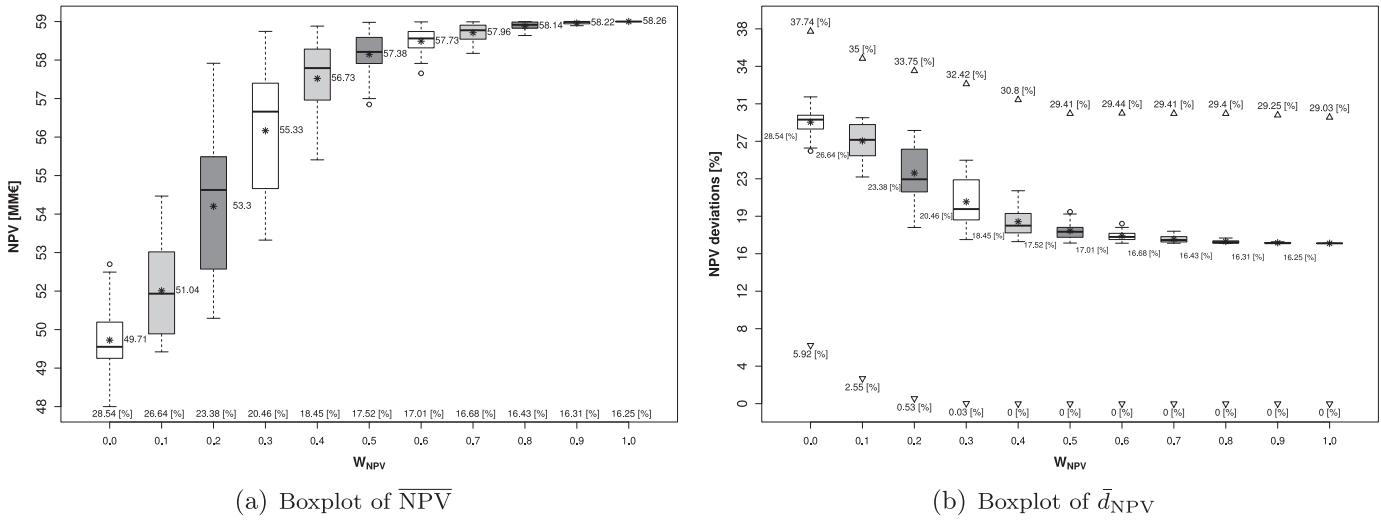 59
58
57
56
55
53
52
50
49
48
NPV [MM€]
49.71
51.04
53.3
55.33
56.73
57.38
57.73
57.96
58.14
58.22
58.26
28.54 [%] 26.64 [%] 23.38 [%] 20.46 [%] 18.45 [%] 17.52 [%] 17.01 [%] 16.68 [%] 16.43 [%] 16.31 [%] 16.25 [%]
0.0 0.1 0.2 0.3 0.4 0.5 0.6 0.7 0.8 0.9 1.0
W_NPV
(a) Boxplot of N̅P̅V̅
38
34
31
27
23
19
16
12
8
4
0
NPV deviations [%]
37.74 [%] 35 [%] 33.75 [%] 32.42 [%] 30.8 [%] 29.41 [%] 29.44 [%] 29.41 [%] 29.4 [%] 29.25 [%] 29.03 [%]
28.54 [%] 26.64 [%] 23.38 [%] 20.46 [%] 18.45 [%] 17.52 [%] 17.01 [%] 16.68 [%] 16.43 [%] 16.31 [%] 16.25 [%]
5.92 [%] 2.55 [%] 0.53 [%] 0.03 [%] 0 [%] 0 [%] 0 [%] 0 [%] 0 [%] 0 [%] 0 [%]
0.0 0.1 0.2 0.3 0.4 0.5 0.6 0.7 0.8 0.9 1.0
W_NPV
(b) Boxplot of d̄_NPV